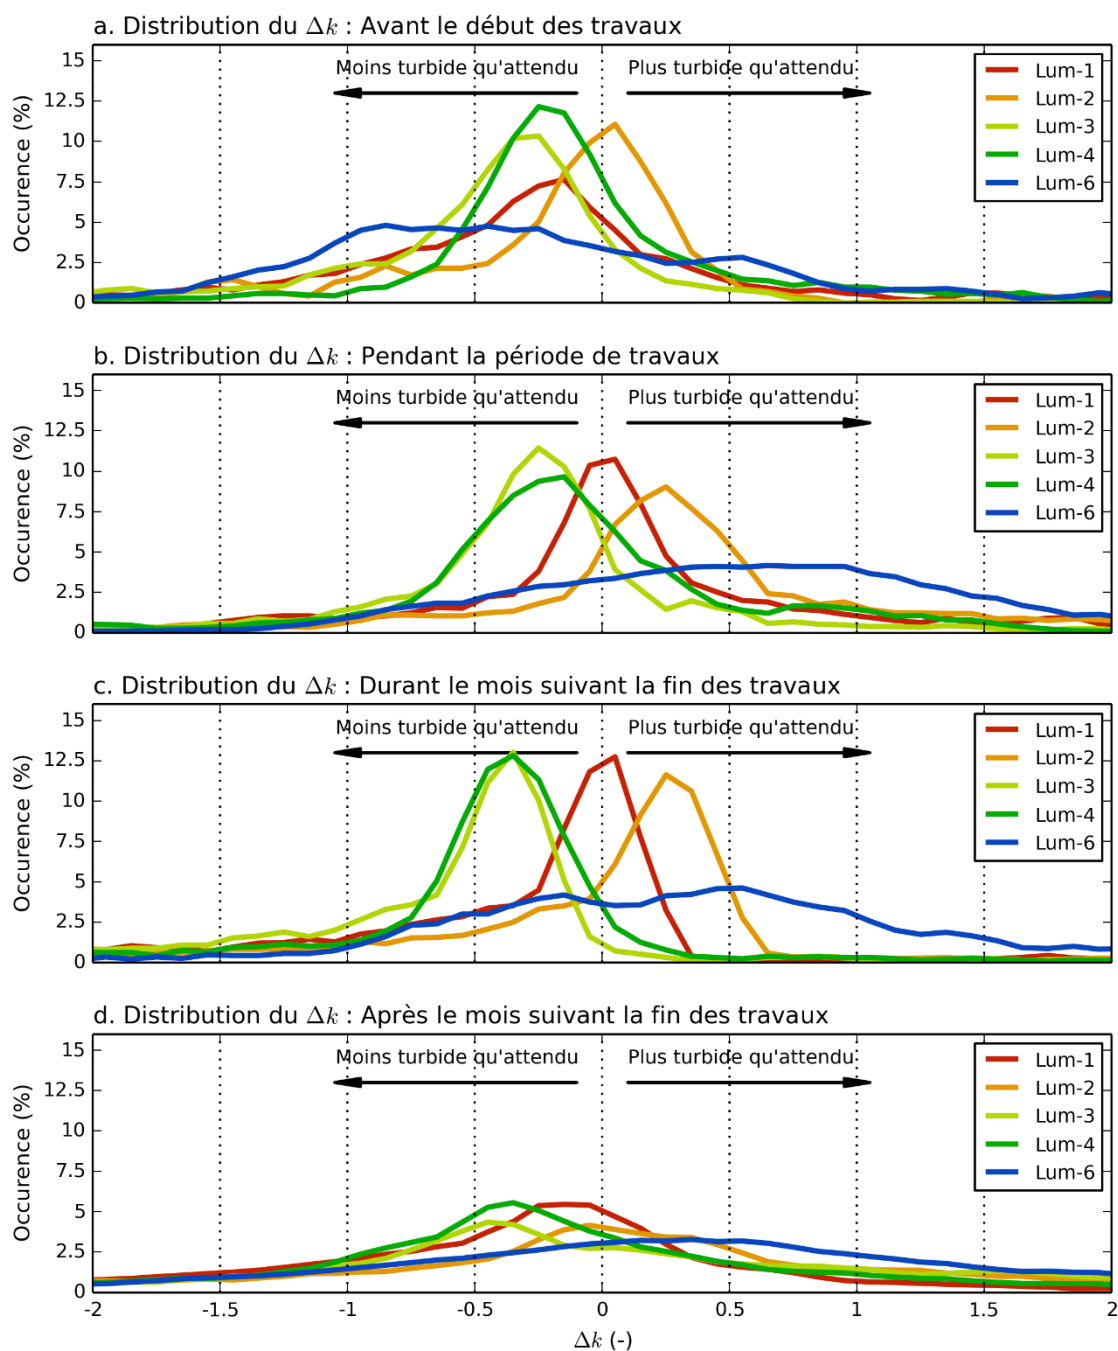 a. Distribution du Δk : Avant le début des travaux
Moins turbide qu'attendu
Plus turbide qu'attendu
Lum-1
Lum-2
Lum-3
Lum-4
Lum-6
Occurence (%)
15
12.5
10
7.5
5
2.5
0
b. Distribution du Δk : Pendant la période de travaux
Moins turbide qu'attendu
Plus turbide qu'attendu
Lum-1
Lum-2
Lum-3
Lum-4
Lum-6
Occurence (%)
15
12.5
10
7.5
5
2.5
0
c. Distribution du Δk : Durant le mois suivant la fin des travaux
Moins turbide qu'attendu
Plus turbide qu'attendu
Lum-1
Lum-2
Lum-3
Lum-4
Lum-6
Occurence (%)
15
12.5
10
7.5
5
2.5
0
d. Distribution du Δk : Après le mois suivant la fin des travaux
Moins turbide qu'attendu
Plus turbide qu'attendu
Lum-1
Lum-2
Lum-3
Lum-4
Lum-6
Occurence (%)
15
12.5
10
7.5
5
2.5
0
-2 -1.5 -1 -0.5 0 0.5 1 1.5 2
Δk (-)